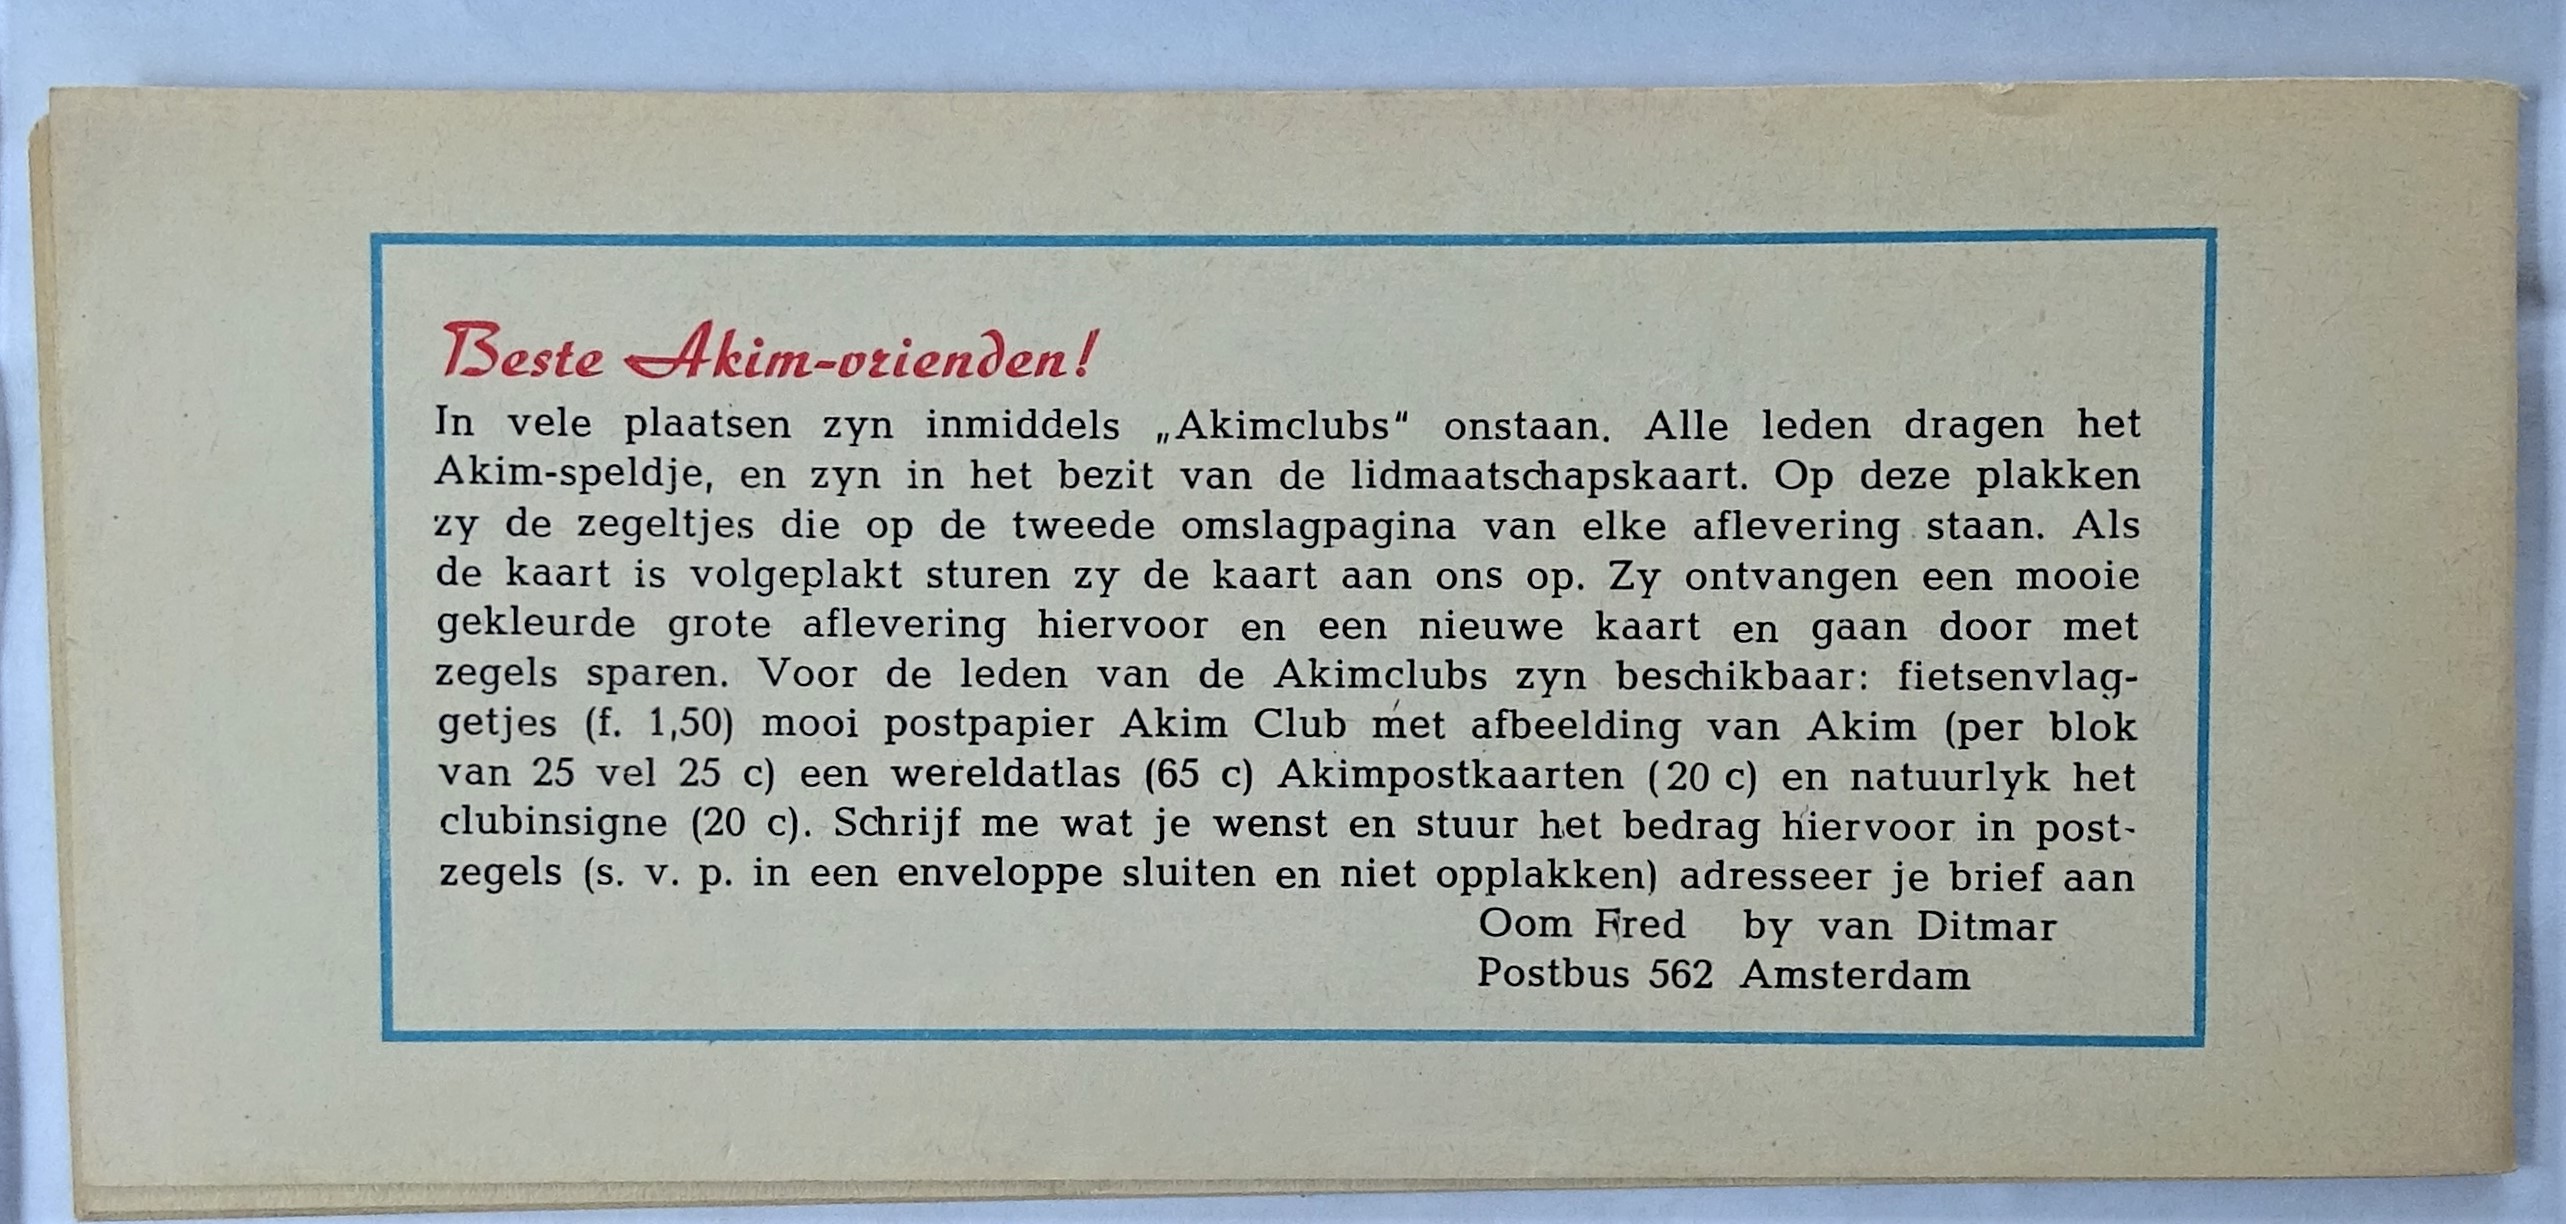 Beste Akim-vrienden!
In vele plaatsen zyn inmiddels „Akimclubs“ onstaan. Alle leden dragen het
Akim-speldje, en zyn in het bezit van de lidmaatschapskaart. Op deze plakken
zy de zegeltjes die op de tweede omslagpagina van elke aflevering staan. Als
de kaart is volgeplakt sturen zy de kaart aan ons op. Zy ontvangen een mooie
gekleurde grote aflevering hiervoor en een nieuwe kaart en gaan door met
zegels sparen. Voor de leden van de Akimclubs zyn beschikbaar: fietsenvlag-
getjes (f. 1,50) mooi postpapier Akim Club met afbeelding van Akim (per blok
van 25 vel 25 c) een wereldatlas (65 c) Akimpostkaarten (20 c) en natuurlyk het
clubinsigne (20 c). Schrijf me wat je wenst en stuur het bedrag hiervoor in post-
zegels (s. v. p. in een enveloppe sluiten en niet opplakken) adresseer je brief aan
Oom Fred by van Ditmar
Postbus 562 Amsterdam